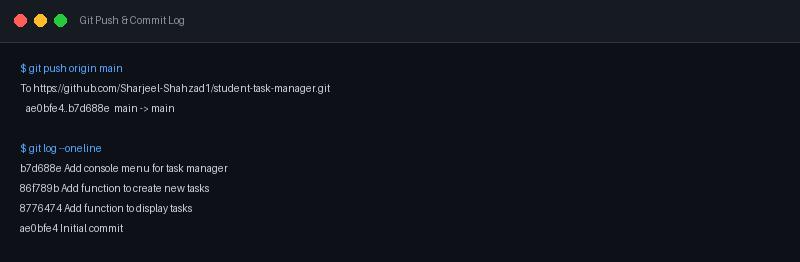 Git Push & Commit Log
$ git push origin main
To https://github.com/Sharjeel-Shahzad1/student-task-manager.git
ae0bfe4..b7d688e main -> main
$ git log --oneline
b7d688e Add console menu for task manager
86f789b Add function to create new tasks
8776474 Add function to display tasks
ae0bfe4 Initial commit